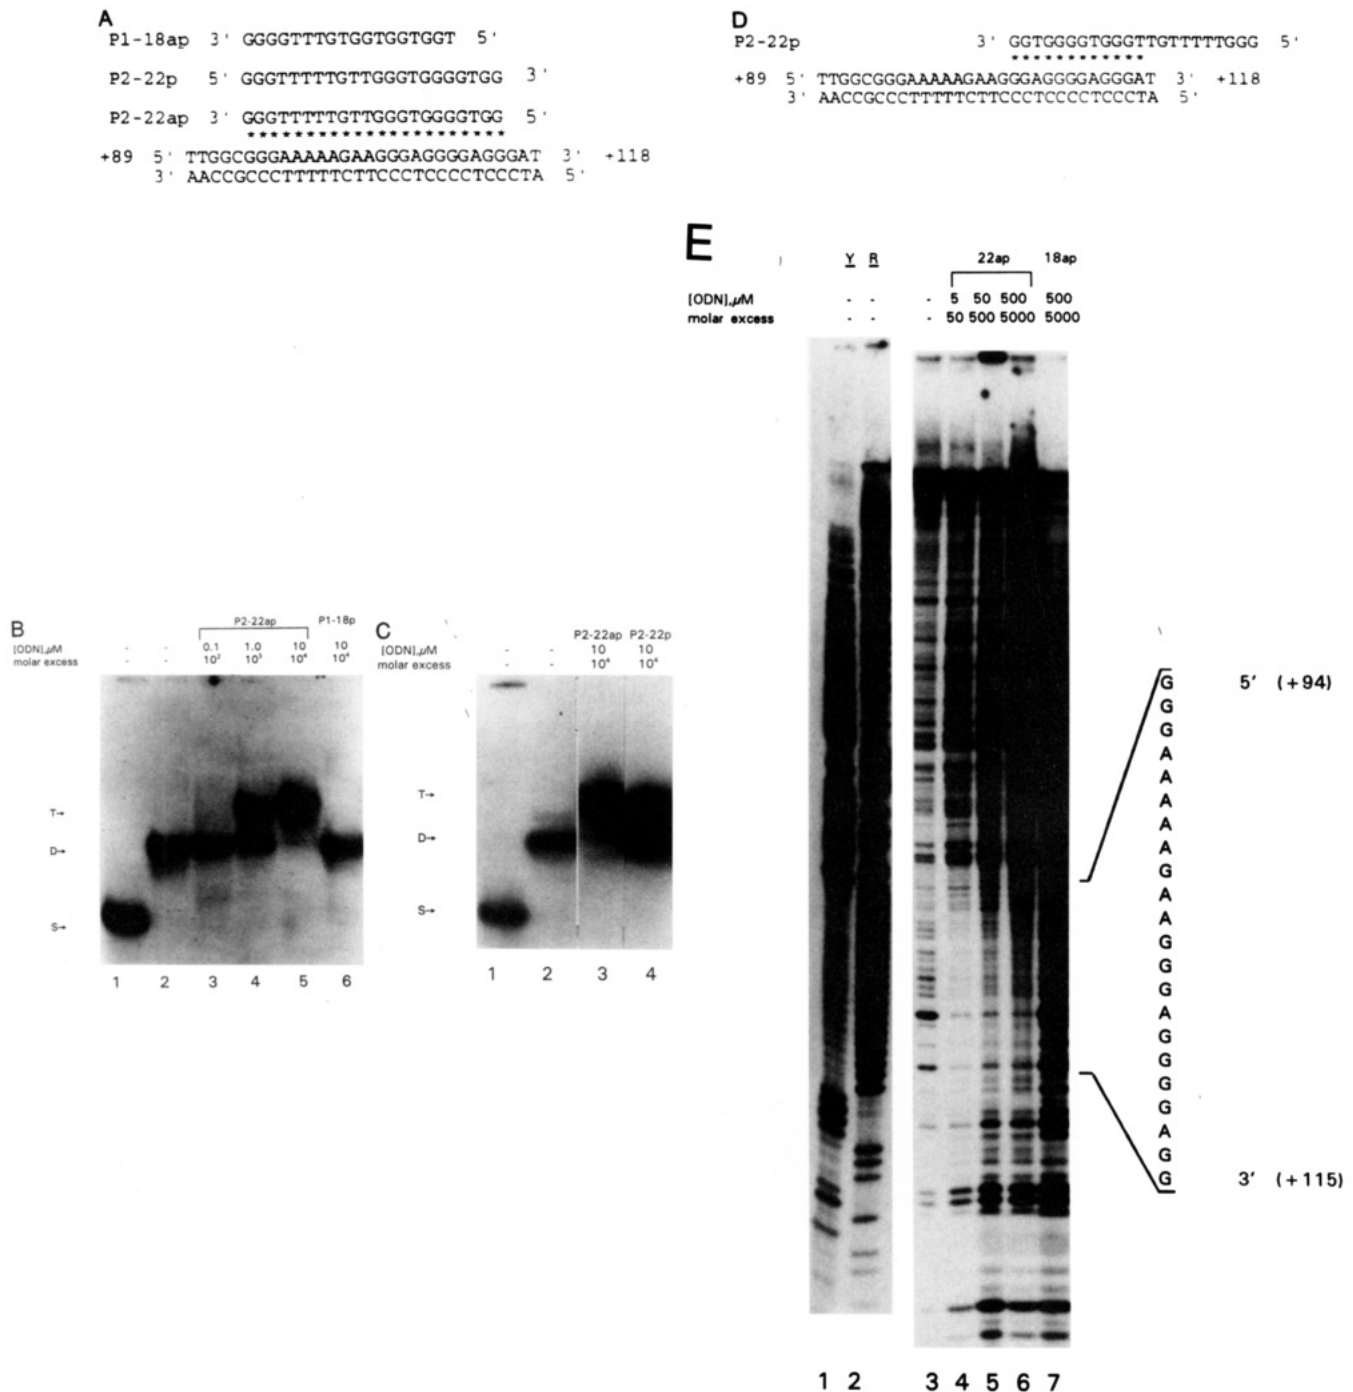 A
P1-18ap 3' GGGGTTTGTGGTGGTGGT 5'
P2-22p 5' GGGTTTTTGTTGGGTGGGGTGG 3'
P2-22ap 3' GGGTTTTTGTTGGGTGGGGTGG 5'
**********************
+89 5' TTGGCGGGAAAAAGAAGGGAGGGGAGGGAT 3' +118
3' AACCGCCCTTTTTCTTCCCTCCCCTCCCTA 5'
D
P2-22p 3' GGTGGGGTGGGTTGTTTTTGGG 5'
************
+89 5' TTGGCGGGAAAAAGAAGGGAGGGGAGGGAT 3' +118
3' AACCGCCCTTTTTCTTCCCTCCCCTCCCTA 5'
E
Y R 22ap 18ap
[ODN],µM - - - 5 50 500 500
molar excess - - - 50 500 5000 5000
G 5' (+94)
G
G
A
A
A
A
A
G
A
A
G
G
G
A
G
G
G
G
A
G
G 3' (+115)
1 2 3 4 5 6 7
B
P2-22ap P1-18p
[ODN],µM - - 0.1 1.0 10 10
molar excess - - 10² 10³ 10⁴ 10⁴
T→
D→
S→
1 2 3 4 5 6
C
P2-22ap P2-22p
[ODN],µM - - 10 10
molar excess - - 10⁴ 10⁴
T→
D→
S→
1 2 3 4